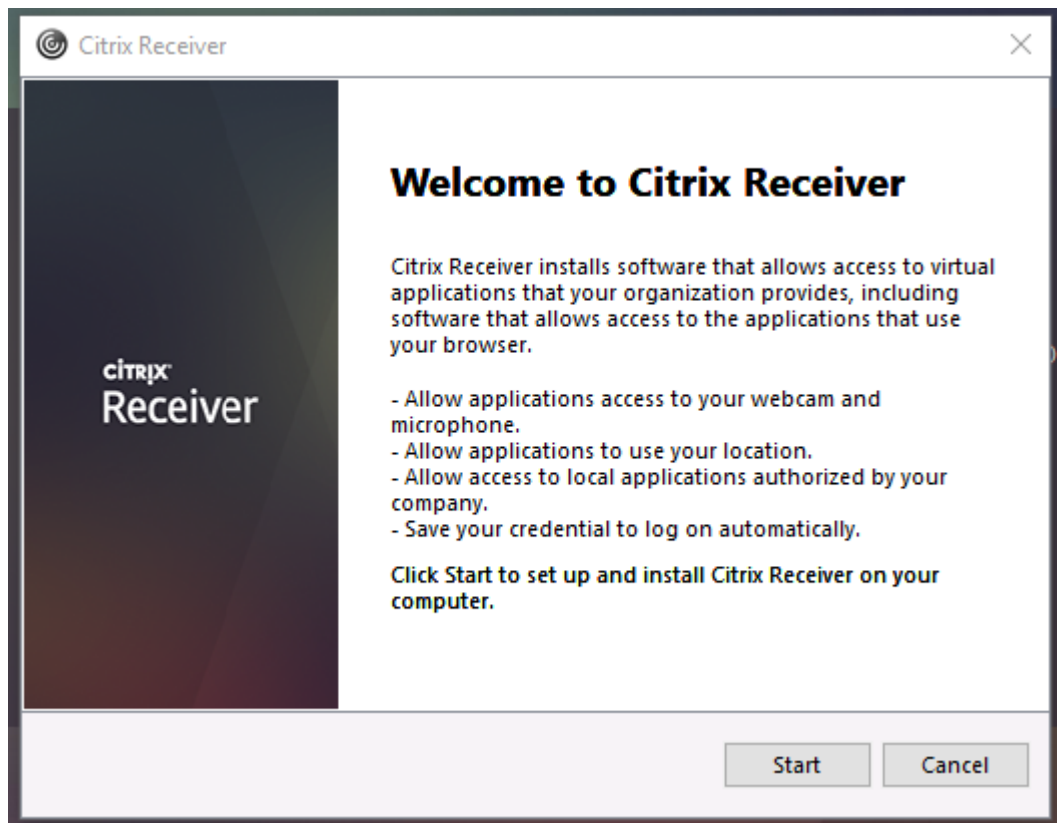 Citrix Receiver
Welcome to Citrix Receiver
Citrix Receiver installs software that allows access to virtual
applications that your organization provides, including
software that allows access to the applications that use
your browser.
- Allow applications access to your webcam and
microphone.
- Allow applications to use your location.
- Allow access to local applications authorized by your
company.
- Save your credential to log on automatically.
Click Start to set up and install Citrix Receiver on your
computer.
CİTRIX
Receiver
Start
Cancel